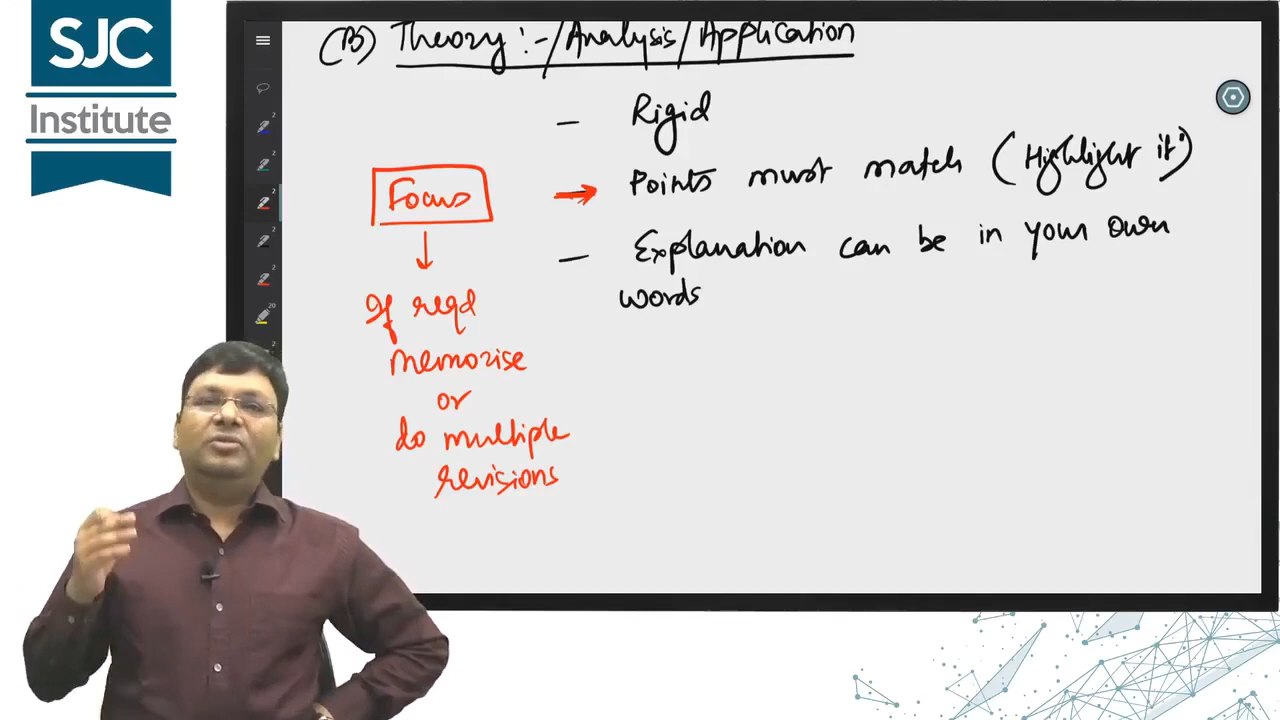 SJC
Institute
(B) Theory :- / Analysis / Application
— Rigid
→ Points must match (Highlight it)
— Explanation can be in your own
words
Focus
If reqd
memorise
or
do multiple
revisions